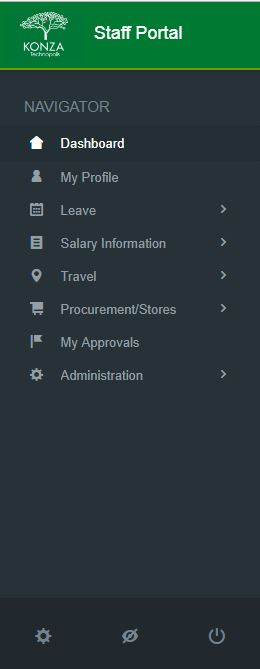 KONZA
Technopolis
Staff Portal
NAVIGATOR
Dashboard
My Profile
Leave
Salary Information
Travel
Procurement/Stores
My Approvals
Administration